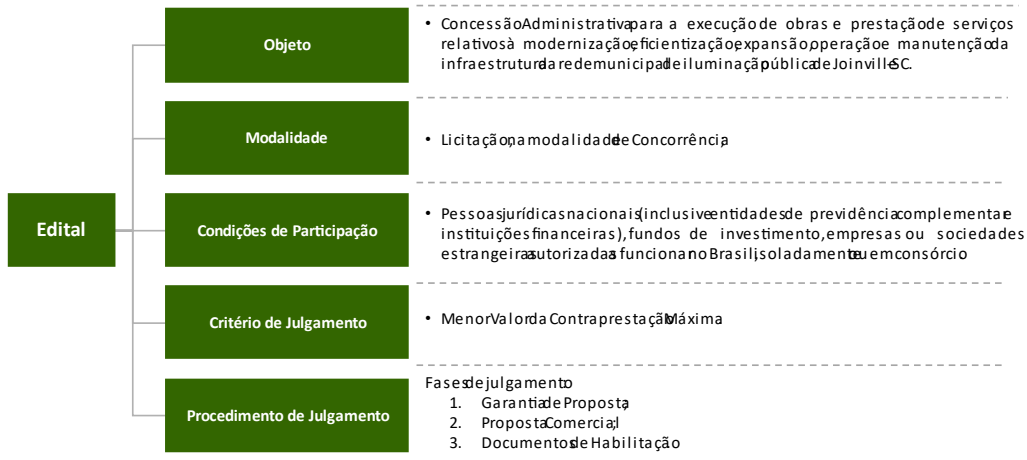 Edital
Objeto
• Concessão Administrativa para a execução de obras e prestação de serviços
relativos à modernização, eficientização, expansão, operação e manutenção da
infraestrutura da rede municipal de iluminação pública de Joinville-SC.
Modalidade
• Licitação, na modalidade de Concorrência;
Condições de Participação
• Pessoas jurídicas nacionais (inclusive entidades de previdência complementar e
instituições financeiras), fundos de investimento, empresas ou sociedades
estrangeiras autorizadas a funcionar no Brasil, isoladamente ou em consórcio
Critério de Julgamento
• Menor Valor da Contraprestação Máxima
Procedimento de Julgamento
Fases de julgamento:
1. Garantia de Proposta;
2. Proposta Comercial;
3. Documentos de Habilitação